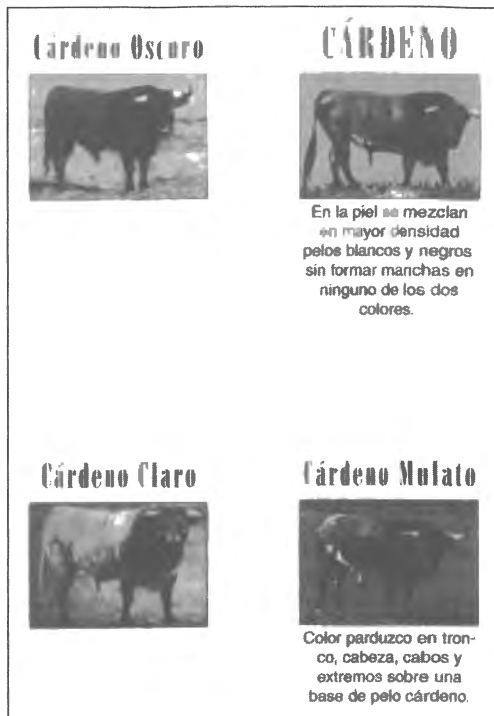 Cárdeno Oscuro
CÁRDENO
En la piel se mezclan
en mayor densidad
pelos blancos y negros
sin formar manchas en
ninguno de los dos
colores.
Cárdeno Claro
Cárdeno Mulato
Color parduzco en tron-
co, cabeza, cabos y
extremos sobre una
base de pelo cárdeno.